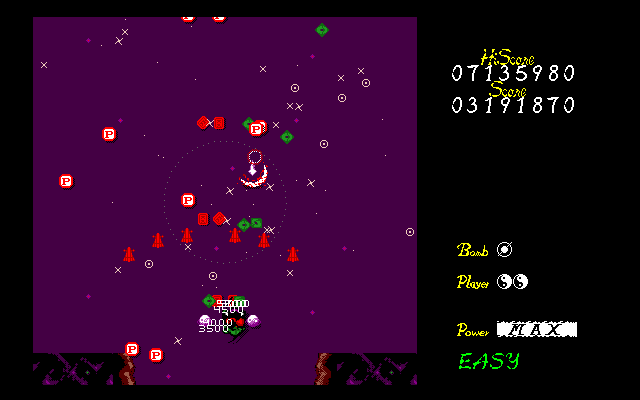 HiScore
07135980
Score
03191870
P
P
P
P
P
Bomb
Player
Power MAX
EASY
P
P